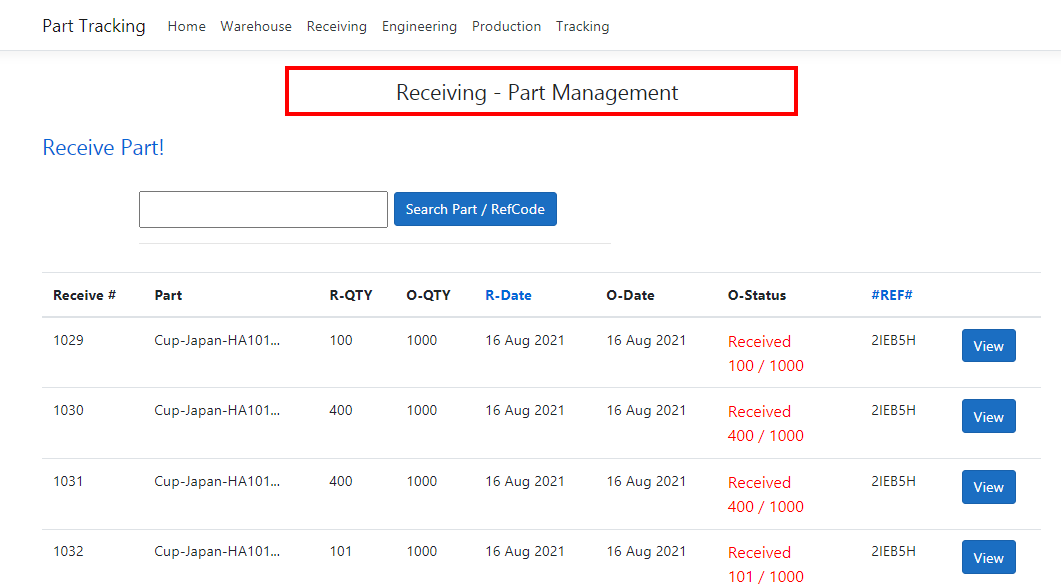 Part Tracking Home Warehouse Receiving Engineering Production Tracking
Receiving - Part Management
Receive Part!
Search Part / RefCode
Receive # Part R-QTY O-QTY R-Date O-Date O-Status #REF#
1029 Cup-Japan-HA101... 100 1000 16 Aug 2021 16 Aug 2021 Received 2IEB5H View
100 / 1000
1030 Cup-Japan-HA101... 400 1000 16 Aug 2021 16 Aug 2021 Received 2IEB5H View
400 / 1000
1031 Cup-Japan-HA101... 400 1000 16 Aug 2021 16 Aug 2021 Received 2IEB5H View
400 / 1000
1032 Cup-Japan-HA101... 101 1000 16 Aug 2021 16 Aug 2021 Received 2IEB5H View
101 / 1000